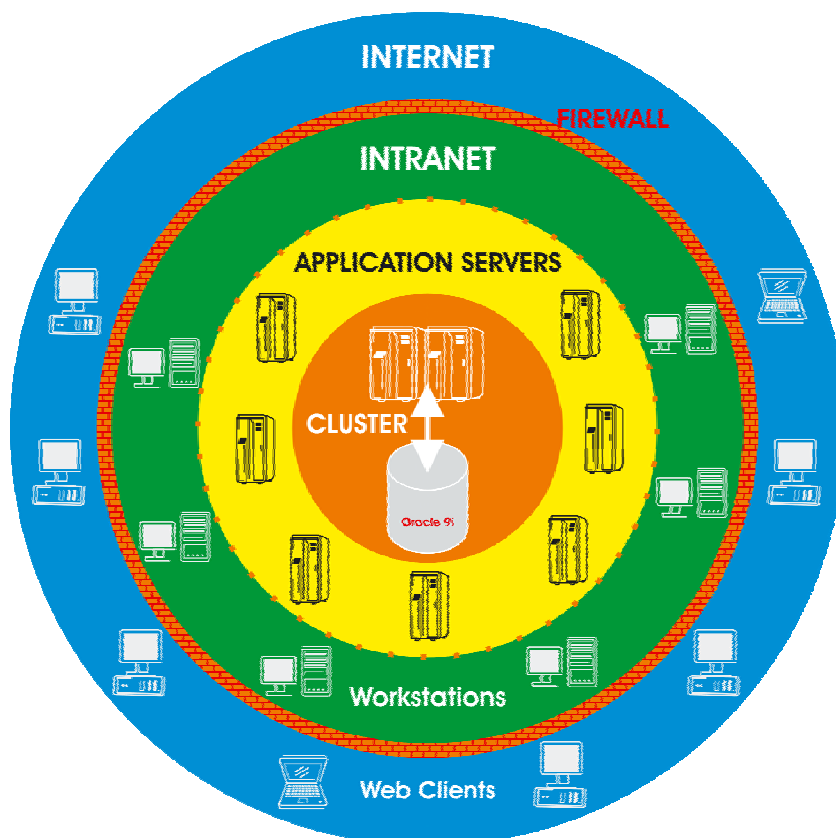 INTERNET
FIREWALL
INTRANET
APPLICATION SERVERS
CLUSTER
Oracle 9i
Workstations
Web Clients